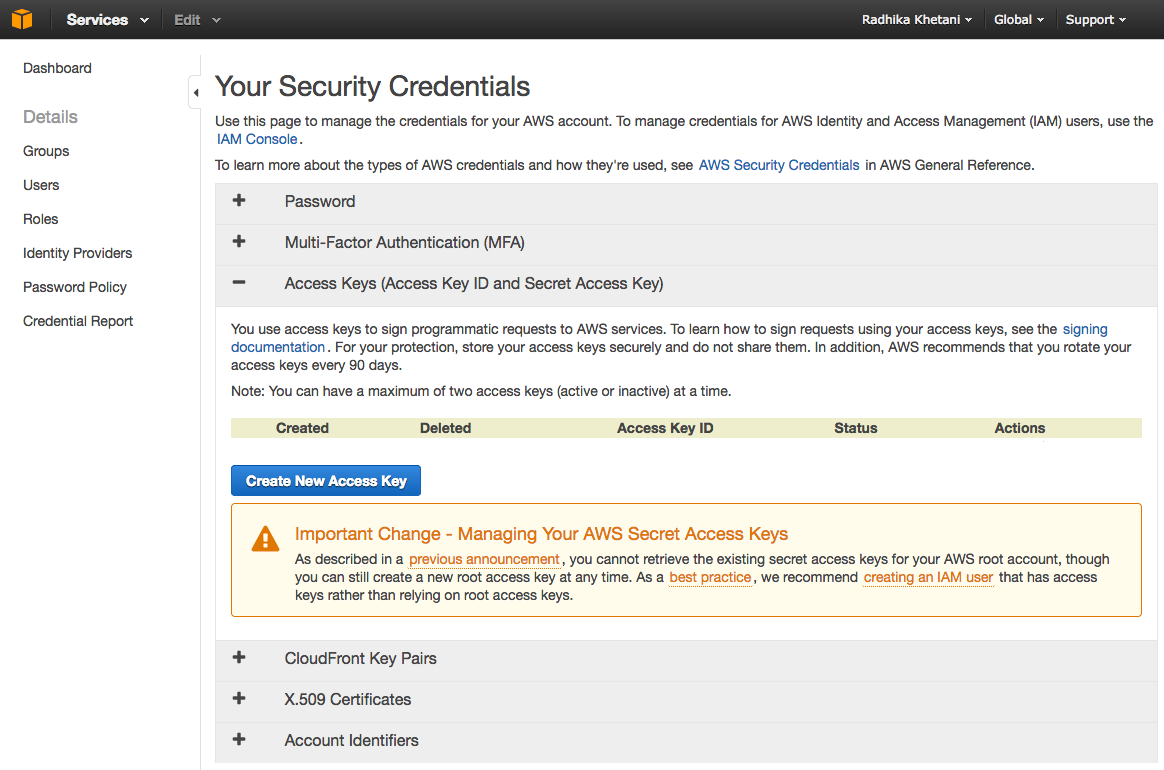 Services Edit Radhika Khetani Global Support
Dashboard
Details
Groups
Users
Roles
Identity Providers
Password Policy
Credential Report
Your Security Credentials
Use this page to manage the credentials for your AWS account. To manage credentials for AWS Identity and Access Management (IAM) users, use the
IAM Console.
To learn more about the types of AWS credentials and how they're used, see AWS Security Credentials in AWS General Reference.
Password
Multi-Factor Authentication (MFA)
Access Keys (Access Key ID and Secret Access Key)
You use access keys to sign programmatic requests to AWS services. To learn how to sign requests using your access keys, see the signing
documentation. For your protection, store your access keys securely and do not share them. In addition, AWS recommends that you rotate your
access keys every 90 days.
Note: You can have a maximum of two access keys (active or inactive) at a time.
Created Deleted Access Key ID Status Actions
Create New Access Key
Important Change - Managing Your AWS Secret Access Keys
As described in a previous announcement, you cannot retrieve the existing secret access keys for your AWS root account, though
you can still create a new root access key at any time. As a best practice, we recommend creating an IAM user that has access
keys rather than relying on root access keys.
CloudFront Key Pairs
X.509 Certificates
Account Identifiers